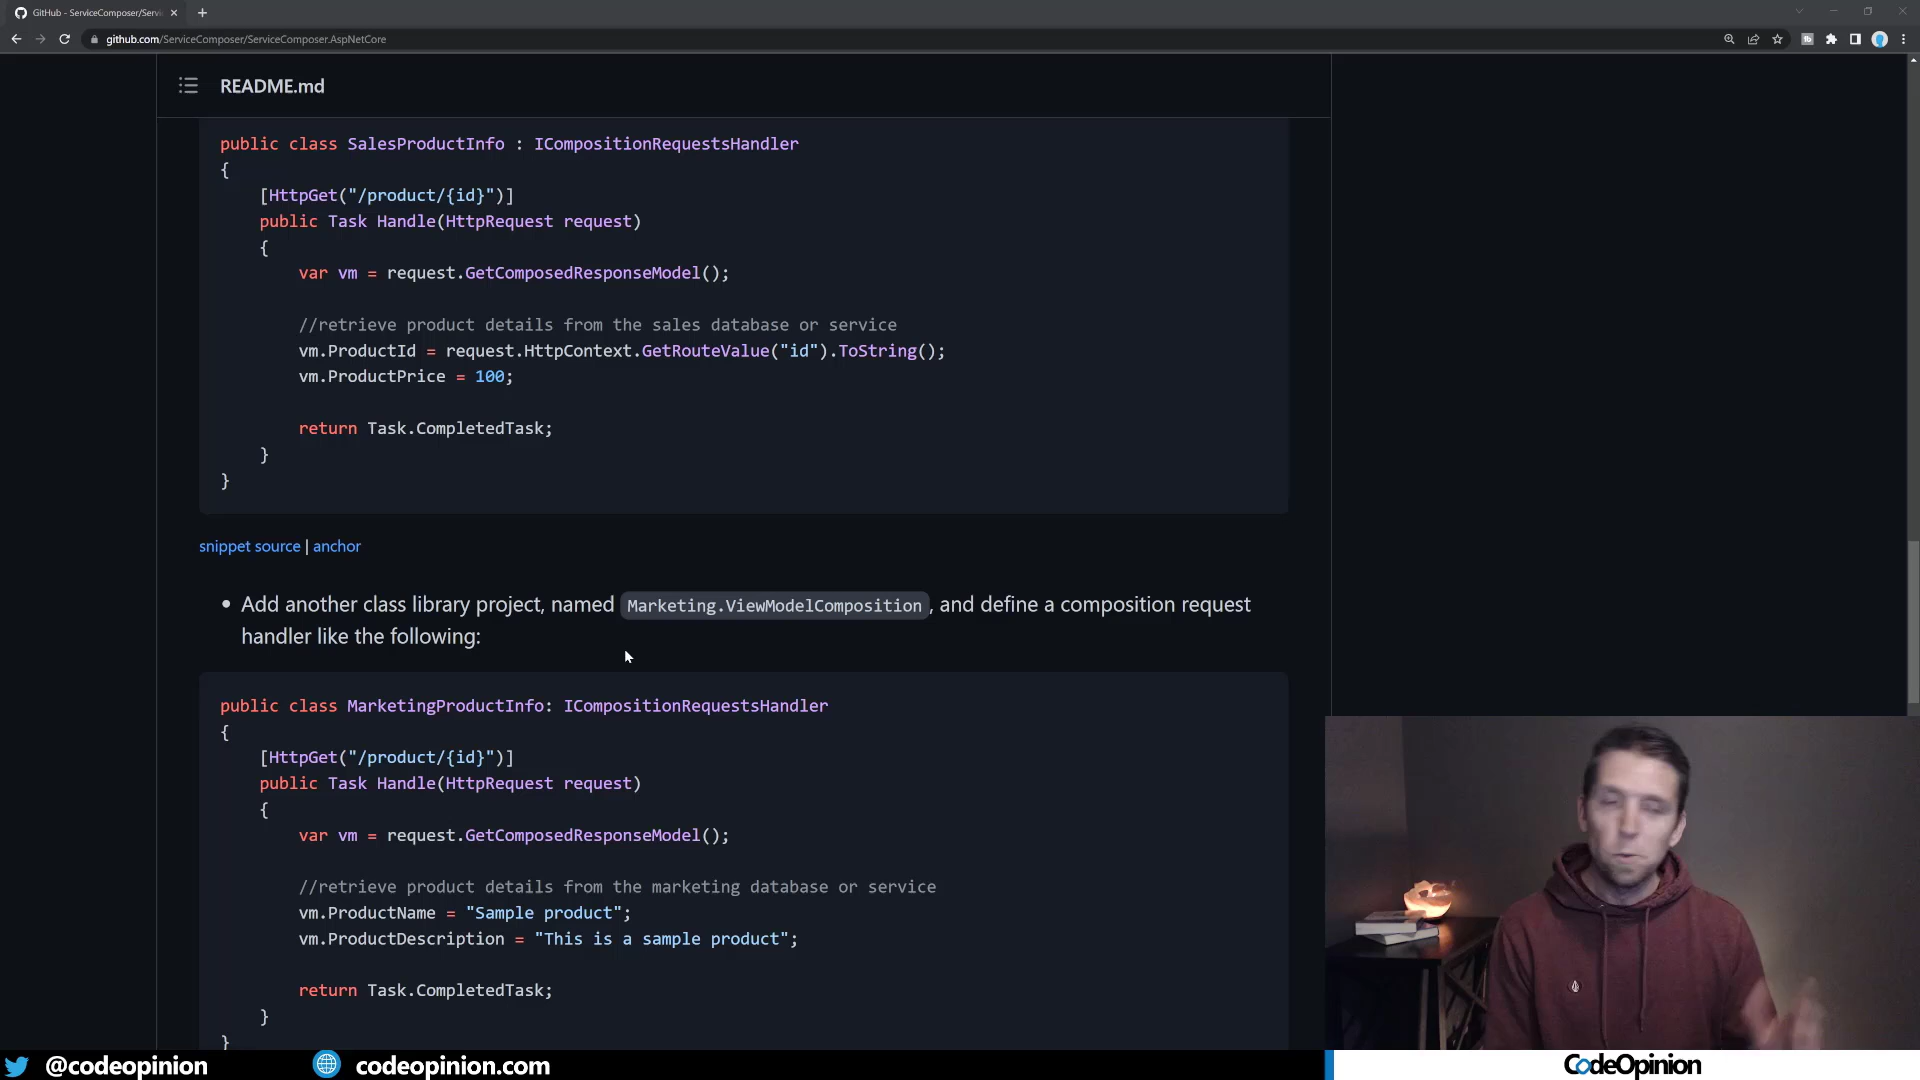 GitHub - ServiceComposer/Servi
github.com/ServiceComposer/ServiceComposer.AspNetCore
README.md
public class SalesProductInfo : ICompositionRequestsHandler
{
[HttpGet("/product/{id}")]
public Task Handle(HttpRequest request)
{
var vm = request.GetComposedResponseModel();
//retrieve product details from the sales database or service
vm.ProductId = request.HttpContext.GetRouteValue("id").ToString();
vm.ProductPrice = 100;
return Task.CompletedTask;
}
}
snippet source | anchor
• Add another class library project, named Marketing.ViewModelComposition, and define a composition request
handler like the following:
public class MarketingProductInfo: ICompositionRequestsHandler
{
[HttpGet("/product/{id}")]
public Task Handle(HttpRequest request)
{
var vm = request.GetComposedResponseModel();
//retrieve product details from the marketing database or service
vm.ProductName = "Sample product";
vm.ProductDescription = "This is a sample product";
return Task.CompletedTask;
}
}
@codeopinion
codeopinion.com
CodeOpinion